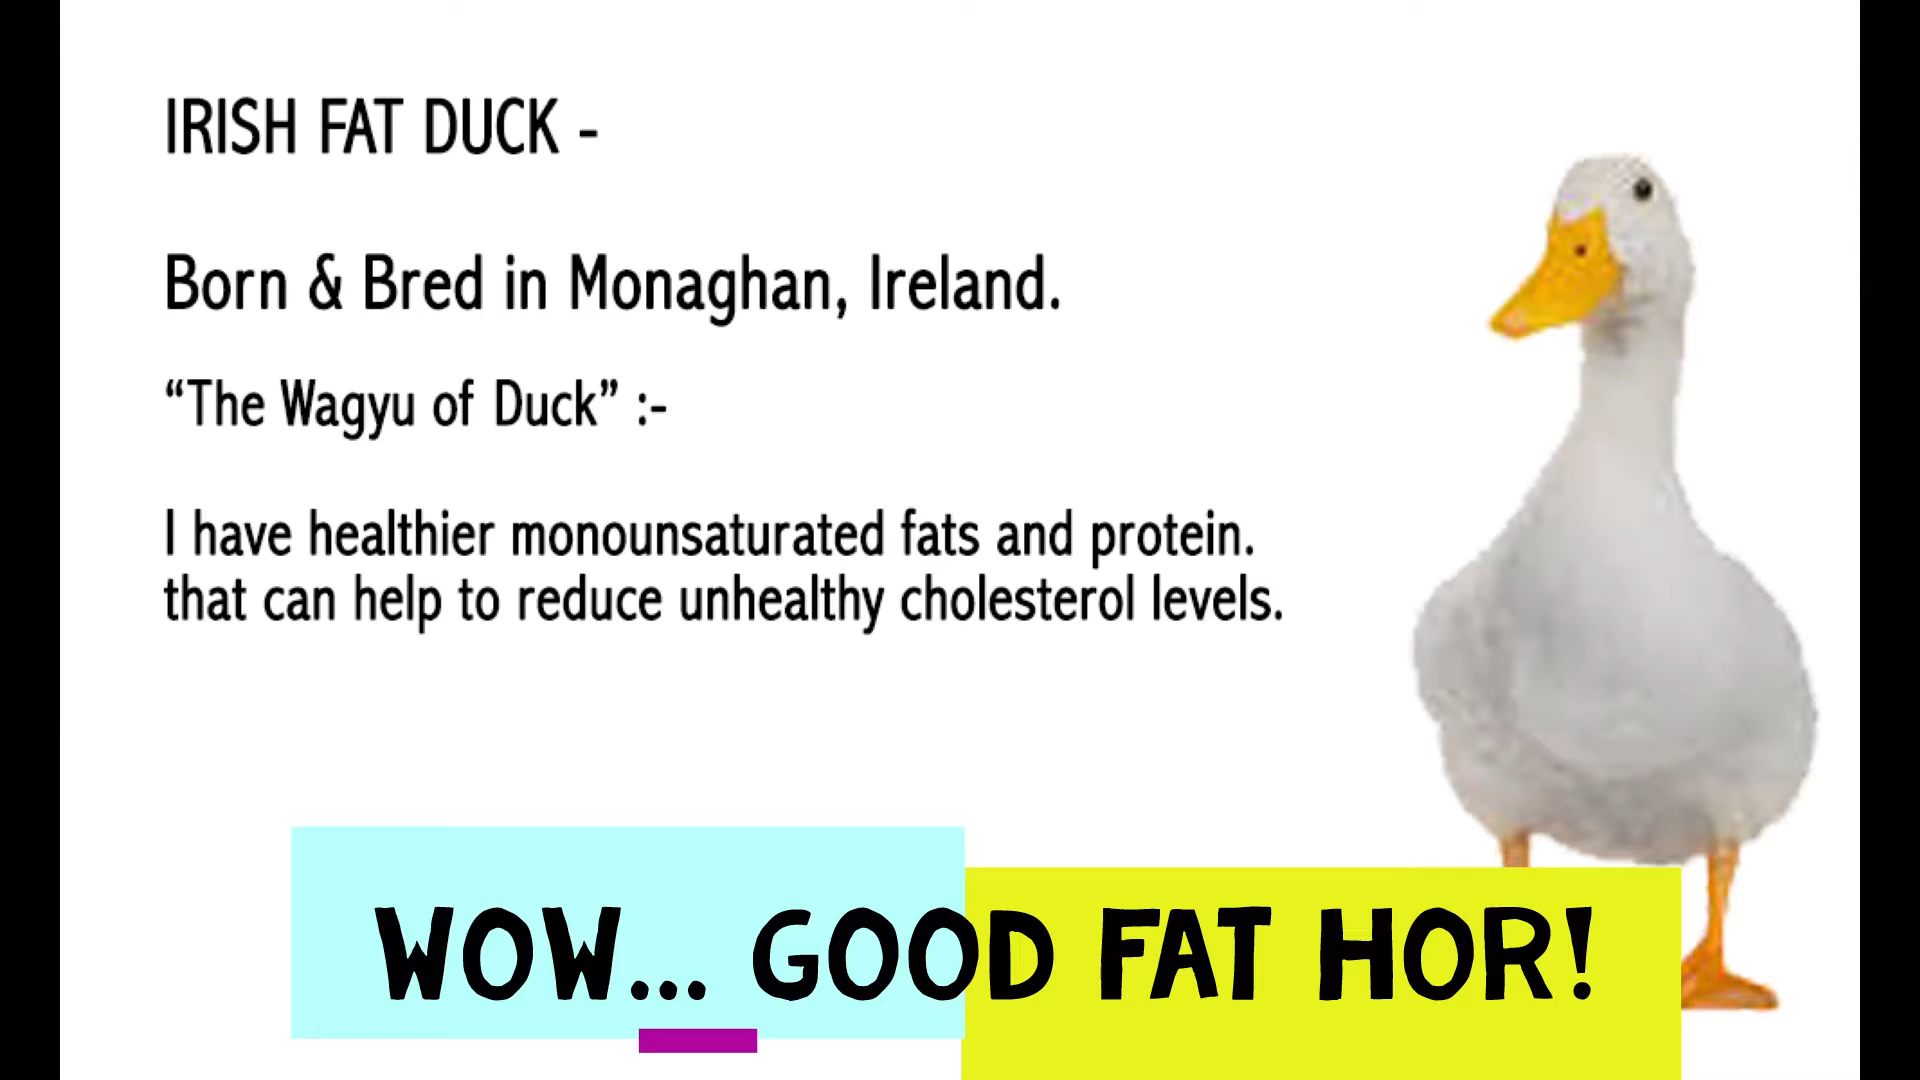 IRISH FAT DUCK -
Born & Bred in Monaghan, Ireland.
“The Wagyu of Duck” :-
I have healthier monounsaturated fats and protein.
that can help to reduce unhealthy cholesterol levels.
WOW... GOOD FAT HOR!